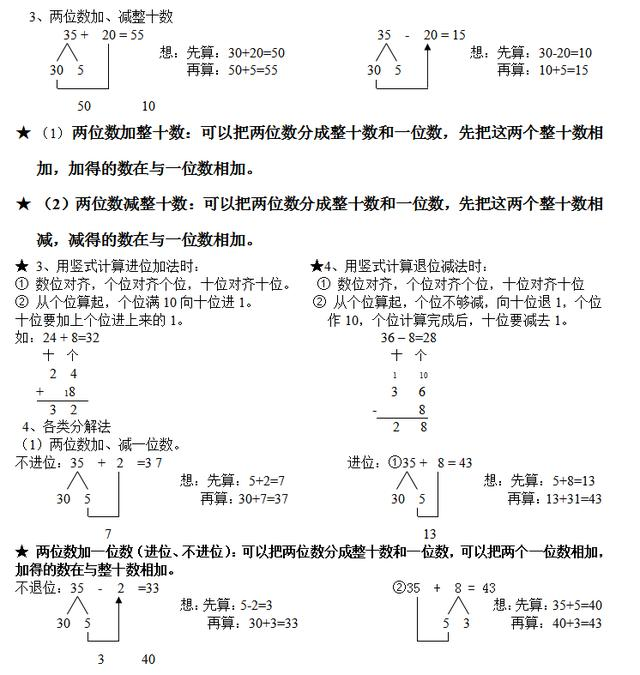 3、两位数加、减整十数
35 + 20 = 55 35 - 20 = 15
想：先算：30+20=50 想：先算：30-20=10
30 5 再算：50+5=55 30 5 再算：10+5=15
50 10
★（1）两位数加整十数：可以把两位数分成整十数和一位数，先把这两个整十数相
加，加得的数在与一位数相加。
★（2）两位数减整十数：可以把两位数分成整十数和一位数，先把这两个整十数相
减，减得的数在与一位数相加。
★ 3、用竖式计算进位加法时：
① 数位对齐，个位对齐个位，十位对齐十位。
② 从个位算起，个位满10向十位进1。
十位要加上个位进上来的1。
如：24 + 8=32
十 个
2 4
+ 18
3 2
★4、用竖式计算退位减法时：
① 数位对齐，个位对齐个位，十位对齐十位
② 从个位算起，个位不够减，向十位退1，个位
作10，个位计算完成后，十位要减去1。
36 – 8=28
十 个
1 10
3 6
- 8
2 8
4、各类分解法
（1）两位数加、减一位数。
不进位：35 + 2 =3 7 进位：①35 + 8 = 43
想：先算：5+2=7 想：先算：5+8=13
30 5 再算：30+7=37 30 5 再算：13+31=43
7 13
★ 两位数加一位数（进位、不进位）：可以把两位数分成整十数和一位数，可以把两个一位数相加，
加得的数在与整十数相加。
不退位：35 - 2 =33 ②35 + 8 = 43
想：先算：5-2=3 想：先算：35+5=40
30 5 再算：30+3=33 5 3 再算：40+3=43
3 40